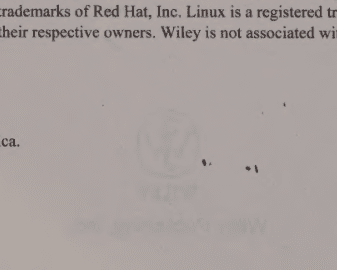 trademarks of Red Hat, Inc. Linux is a registered tr
their respective owners. Wiley is not associated wi
ca.